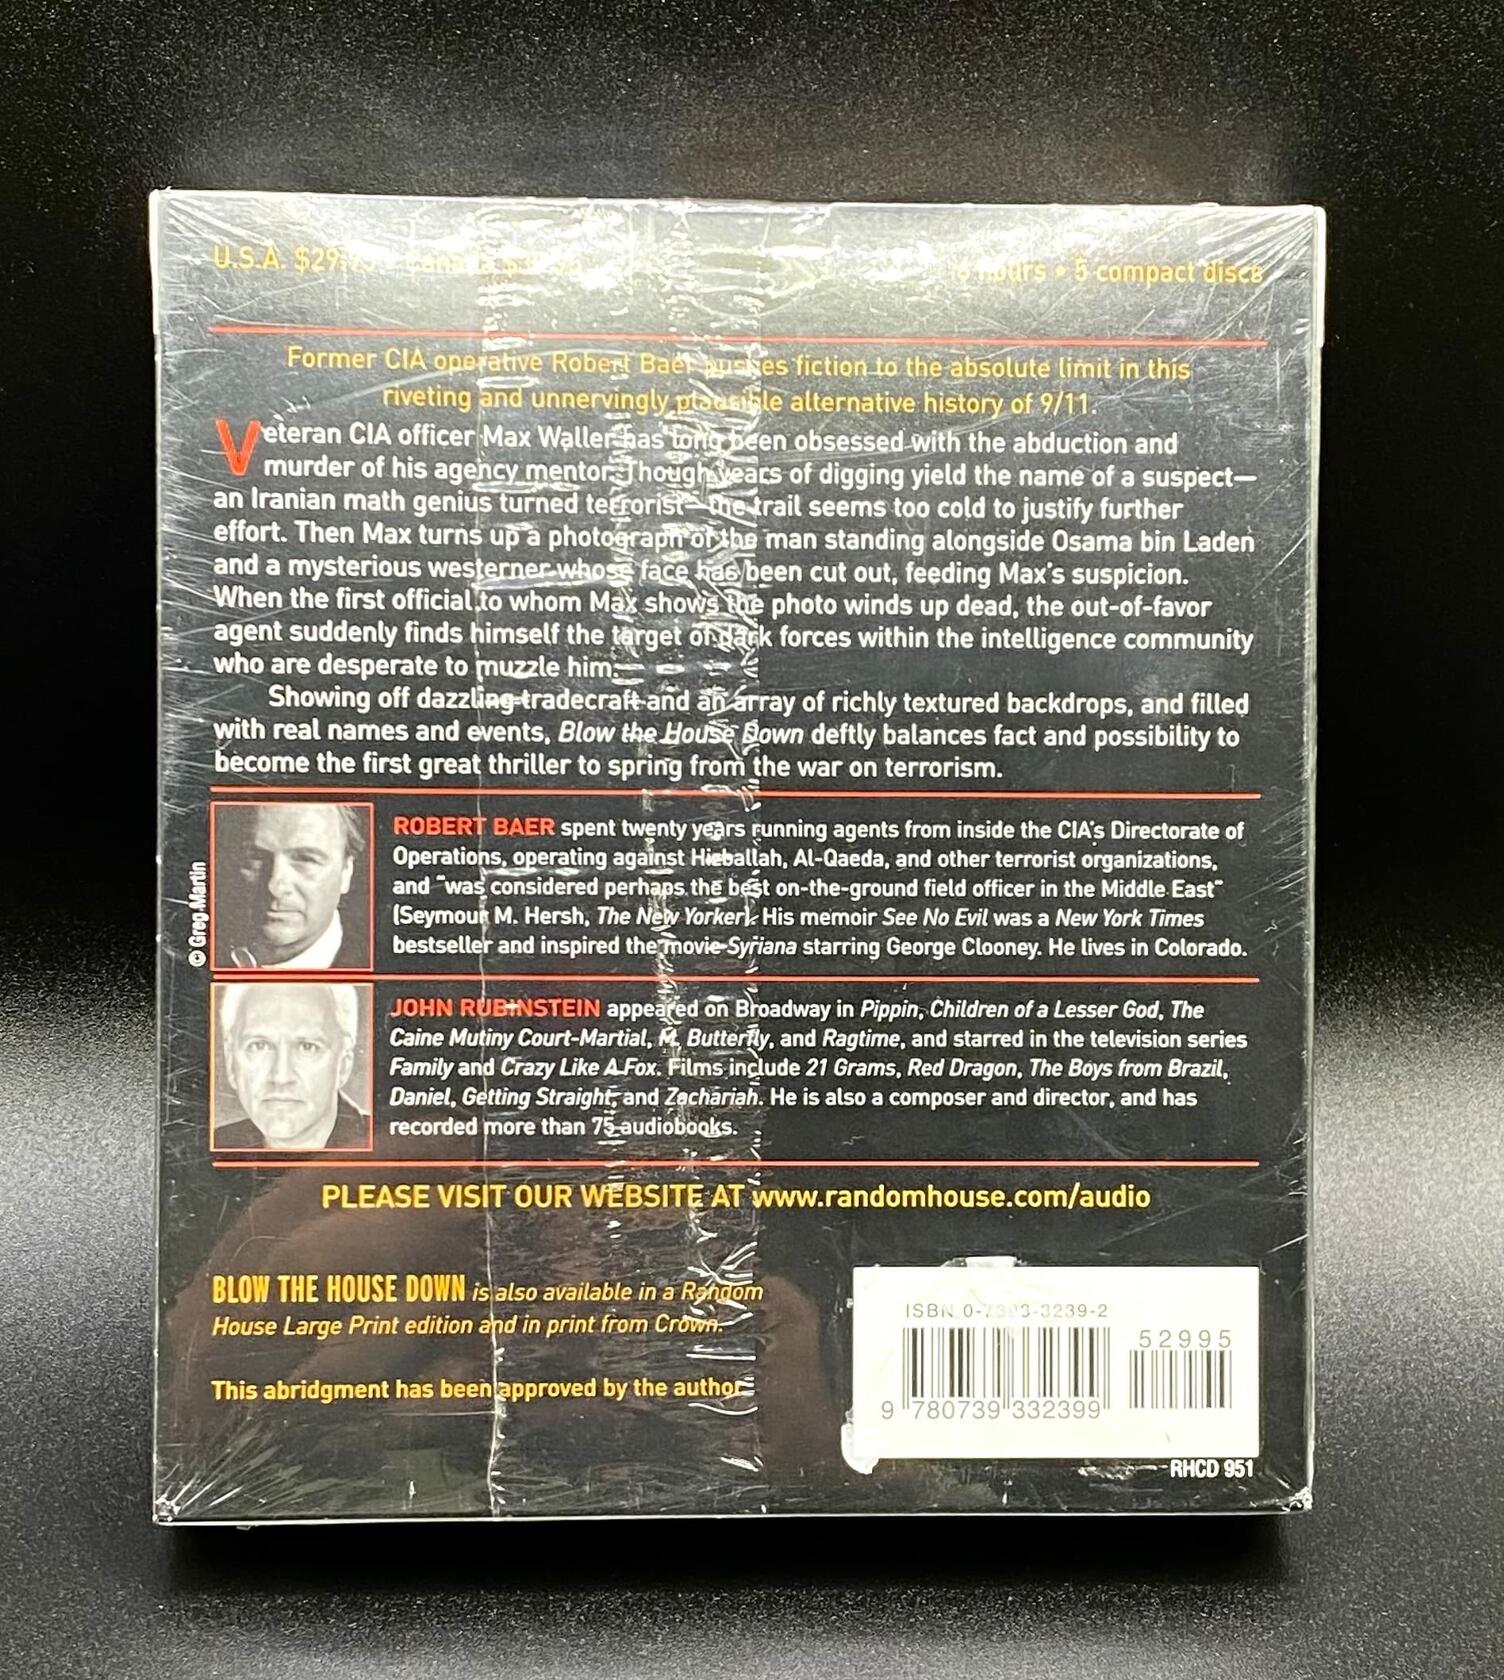 U.S.A. $29.95 Canada
hours • 5 compact discs
Former CIA operative Robert Baer pushes fiction to the absolute limit in this
riveting and unnervingly plausible alternative history of 9/11.
Veteran CIA officer Max Waller has long been obsessed with the abduction and
murder of his agency mentor. Though years of digging yield the name of a suspect—
an Iranian math genius turned terrorist—the trail seems too cold to justify further
effort. Then Max turns up a photograph of the man standing alongside Osama bin Laden
and a mysterious westerner whose face has been cut out, feeding Max's suspicion.
When the first official to whom Max shows the photo winds up dead, the out-of-favor
agent suddenly finds himself the target of dark forces within the intelligence community
who are desperate to muzzle him.
Showing off dazzling tradecraft and an array of richly textured backdrops, and filled
with real names and events, Blow the House Down deftly balances fact and possibility to
become the first great thriller to spring from the war on terrorism.
© Greg Martin
ROBERT BAER spent twenty years running agents from inside the CIA's Directorate of
Operations, operating against Hizballah, Al-Qaeda, and other terrorist organizations,
and "was considered perhaps the best on-the-ground field officer in the Middle East"
(Seymour M. Hersh, The New Yorker). His memoir See No Evil was a New York Times
bestseller and inspired the movie Syriana starring George Clooney. He lives in Colorado.
JOHN RUBINSTEIN appeared on Broadway in Pippin, Children of a Lesser God, The
Caine Mutiny Court-Martial, M. Butterfly, and Ragtime, and starred in the television series
Family and Crazy Like A Fox. Films include 21 Grams, Red Dragon, The Boys from Brazil,
Daniel, Getting Straight, and Zachariah. He is also a composer and director, and has
recorded more than 75 audiobooks.
PLEASE VISIT OUR WEBSITE AT www.randomhouse.com/audio
BLOW THE HOUSE DOWN is also available in a Random
House Large Print edition and in print from Crown.
This abridgment has been approved by the author.
ISBN 0-7393-3239-2
52995
9 780739 332399
RHCD 951